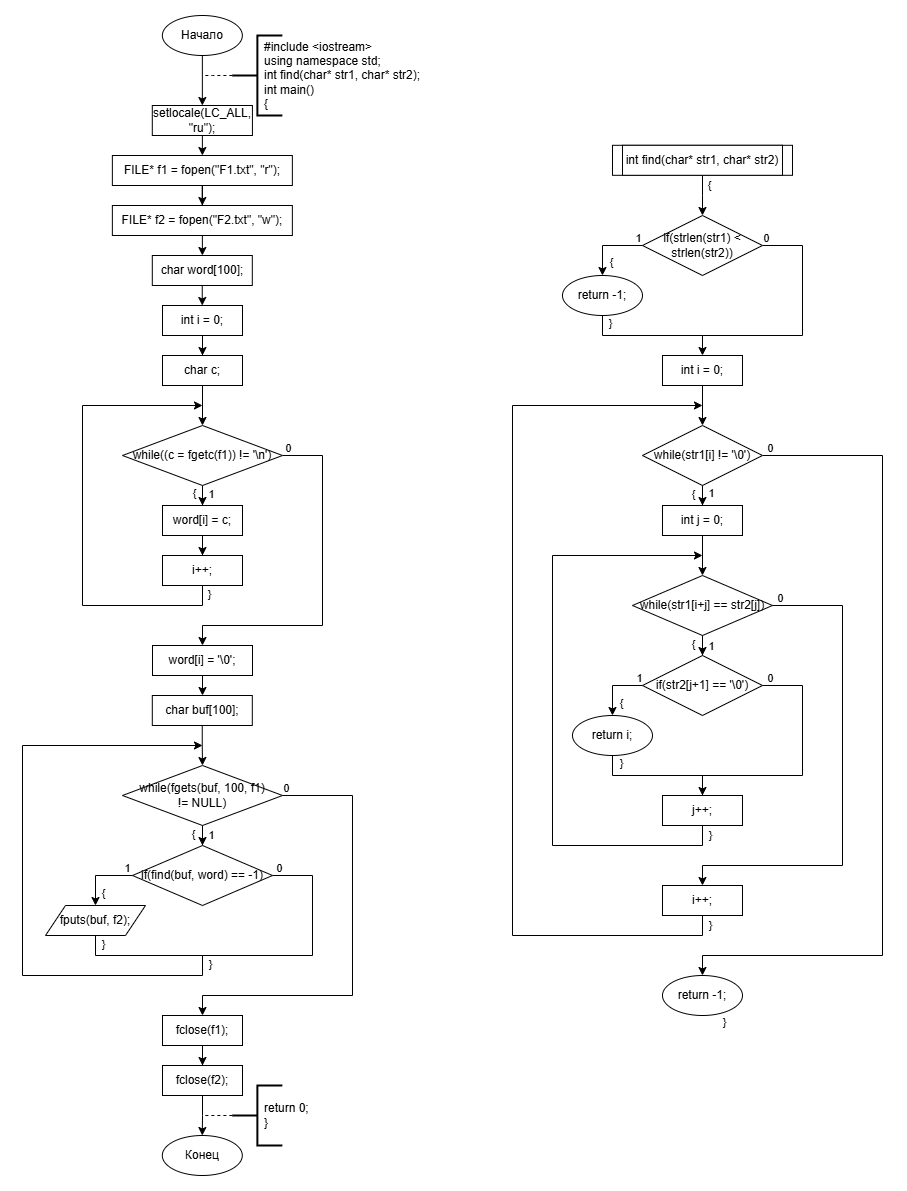 Начало
#include <iostream>
using namespace std;
int find(char* str1, char* str2);
int main()
{
setlocale(LC_ALL,
"ru");
FILE* f1 = fopen("F1.txt", "r");
FILE* f2 = fopen("F2.txt", "w");
char word[100];
int i = 0;
char c;
while((c = fgetc(f1)) != '\n')
0
{ 1
word[i] = c;
i++;
}
word[i] = '\0';
char buf[100];
while(fgets(buf, 100, f1)
!= NULL)
0
{ 1
if(find(buf, word) == -1)
1
0
{
fputs(buf, f2);
}
}
fclose(f1);
fclose(f2);
return 0;
}
Конец
int find(char* str1, char* str2)
{
if(strlen(str1) <
strlen(str2))
1
0
{
return -1;
}
int i = 0;
while(str1[i] != '\0')
0
{ 1
int j = 0;
while(str1[i+j] == str2[j])
0
{ 1
if(str2[j+1] == '\0')
1
0
{
return i;
}
j++;
}
i++;
}
return -1;
}